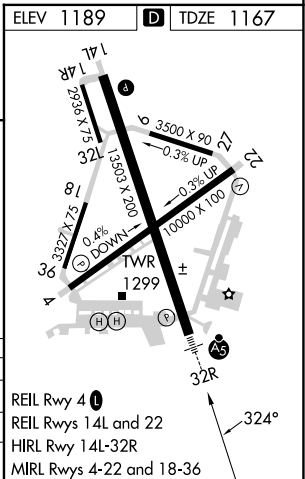 ELEV 1189 D TDZE 1167
14L
14R
P
2936 X 75
32L
9
3500 X 90
0.3% UP
27
22
V
13503 X 200
0.3% UP
10000 X 100
18
3327 X 75
0.4%
DOWN
P
36
4
TWR
1299
±
H H
P
A5
32R
324°
REIL Rwy 4 L
REIL Rwys 14L and 22
HIRL Rwy 14L-32R
MIRL Rwys 4-22 and 18-36